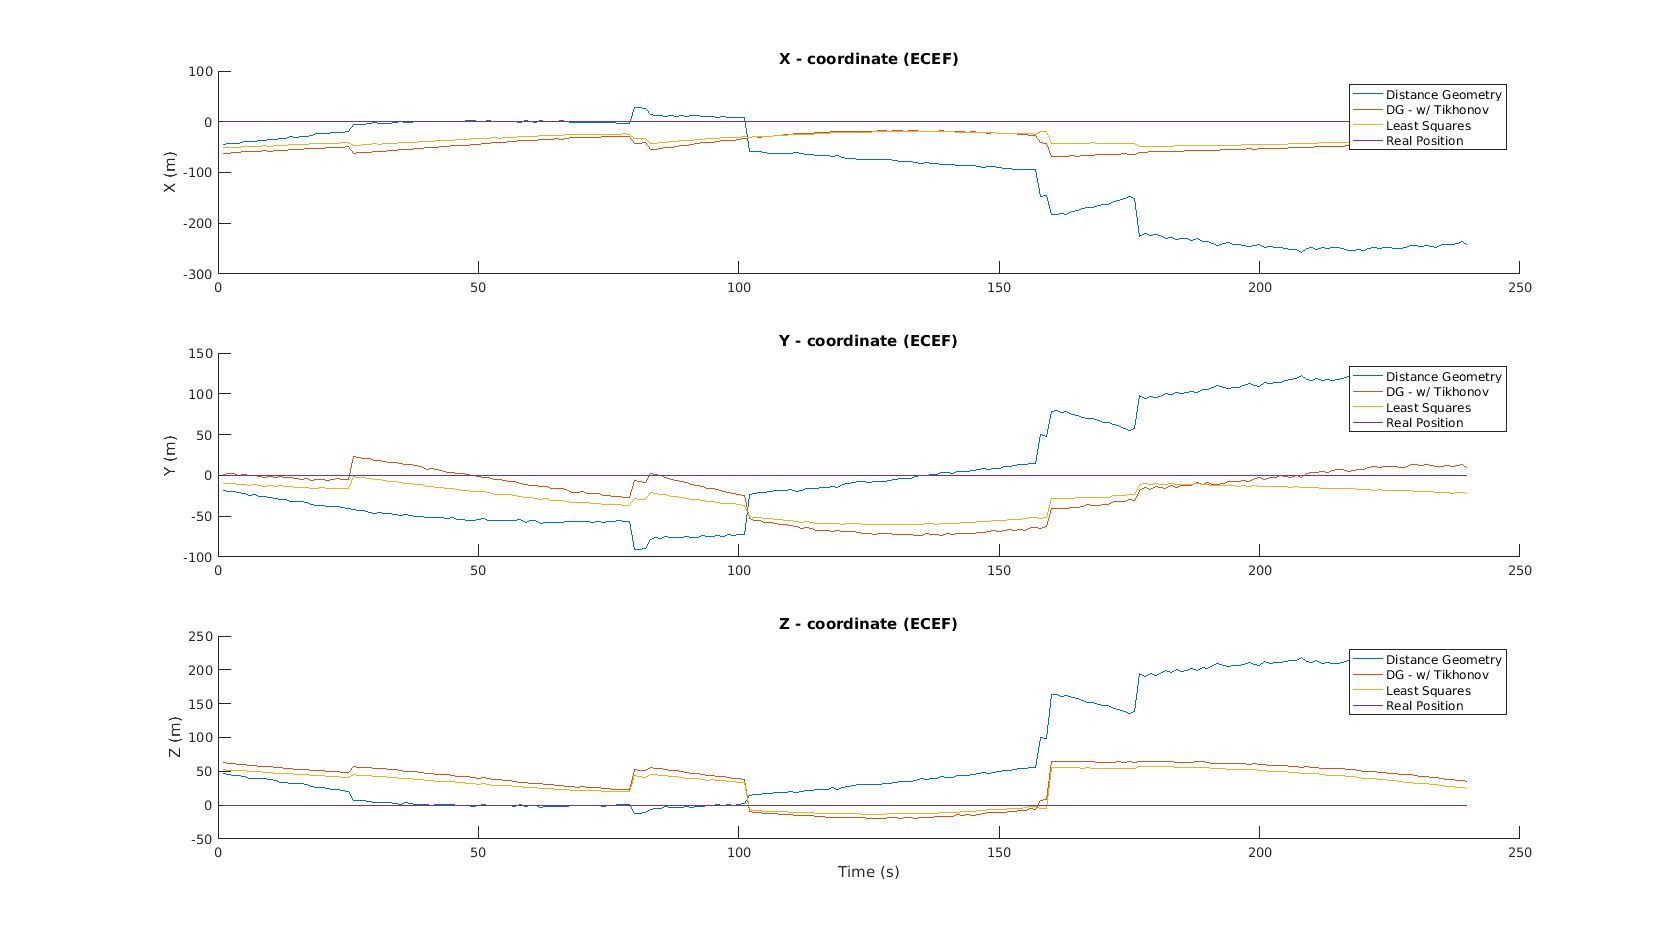 X - coordinate (ECEF)
100
0
-100
-200
-300
X (m)
0 50 100 150 200 250
Distance Geometry
DG - w/ Tikhonov
Least Squares
Real Position
Y - coordinate (ECEF)
150
100
50
0
-50
-100
Y (m)
0 50 100 150 200 250
Distance Geometry
DG - w/ Tikhonov
Least Squares
Real Position
Z - coordinate (ECEF)
250
200
150
100
50
0
-50
Z (m)
0 50 100 150 200 250
Time (s)
Distance Geometry
DG - w/ Tikhonov
Least Squares
Real Position